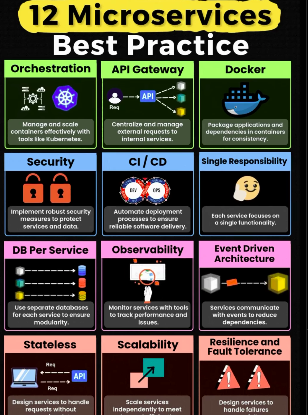 12 Microservices
Best Practice
Orchestration
API Gateway
Docker
Req
API
Manage and scale
containers effectively with
tools like Kubernetes.
Centralize and manage
external requests to
internal services.
Package applications and
dependencies in containers
for consistency.
Security
CI / CD
Single Responsibility
DEV
OPS
Implement robust security
measures to protect
services and data.
Automate deployment
processes to ensure
reliable software delivery.
Each service focuses on
a single functionality.
DB Per Service
Observability
Event Driven
Architecture
Use separate databases
for each service to ensure
modularity.
Monitor services with tools
to track performance and
issues.
Services communicate
with events to reduce
dependencies.
Stateless
Scalability
Resilience and
Fault Tolerance
Req
API
Req
Design services to handle
requests without
Scale services
independently to meet
Design services to
handle failures